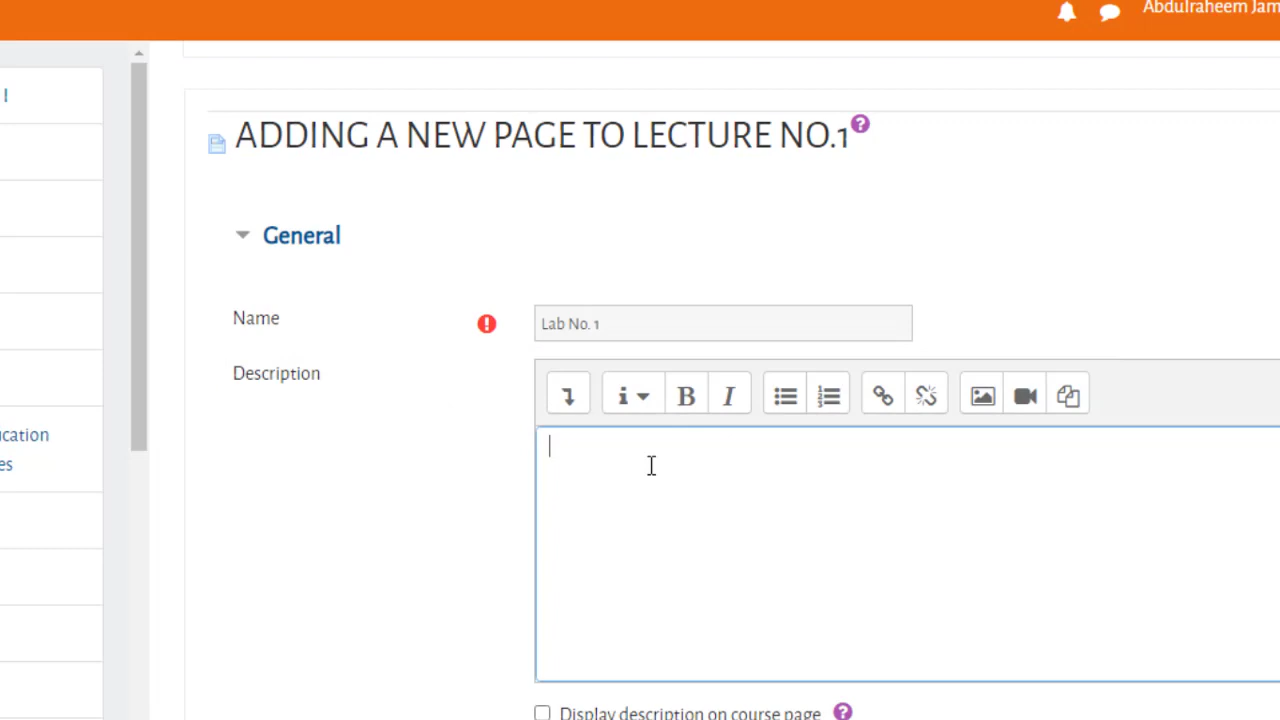 Abdulraheem Jam
!
ADDING A NEW PAGE TO LECTURE NO.1
General
Name
Lab No. 1
Description
ucation
es
Display description on course page